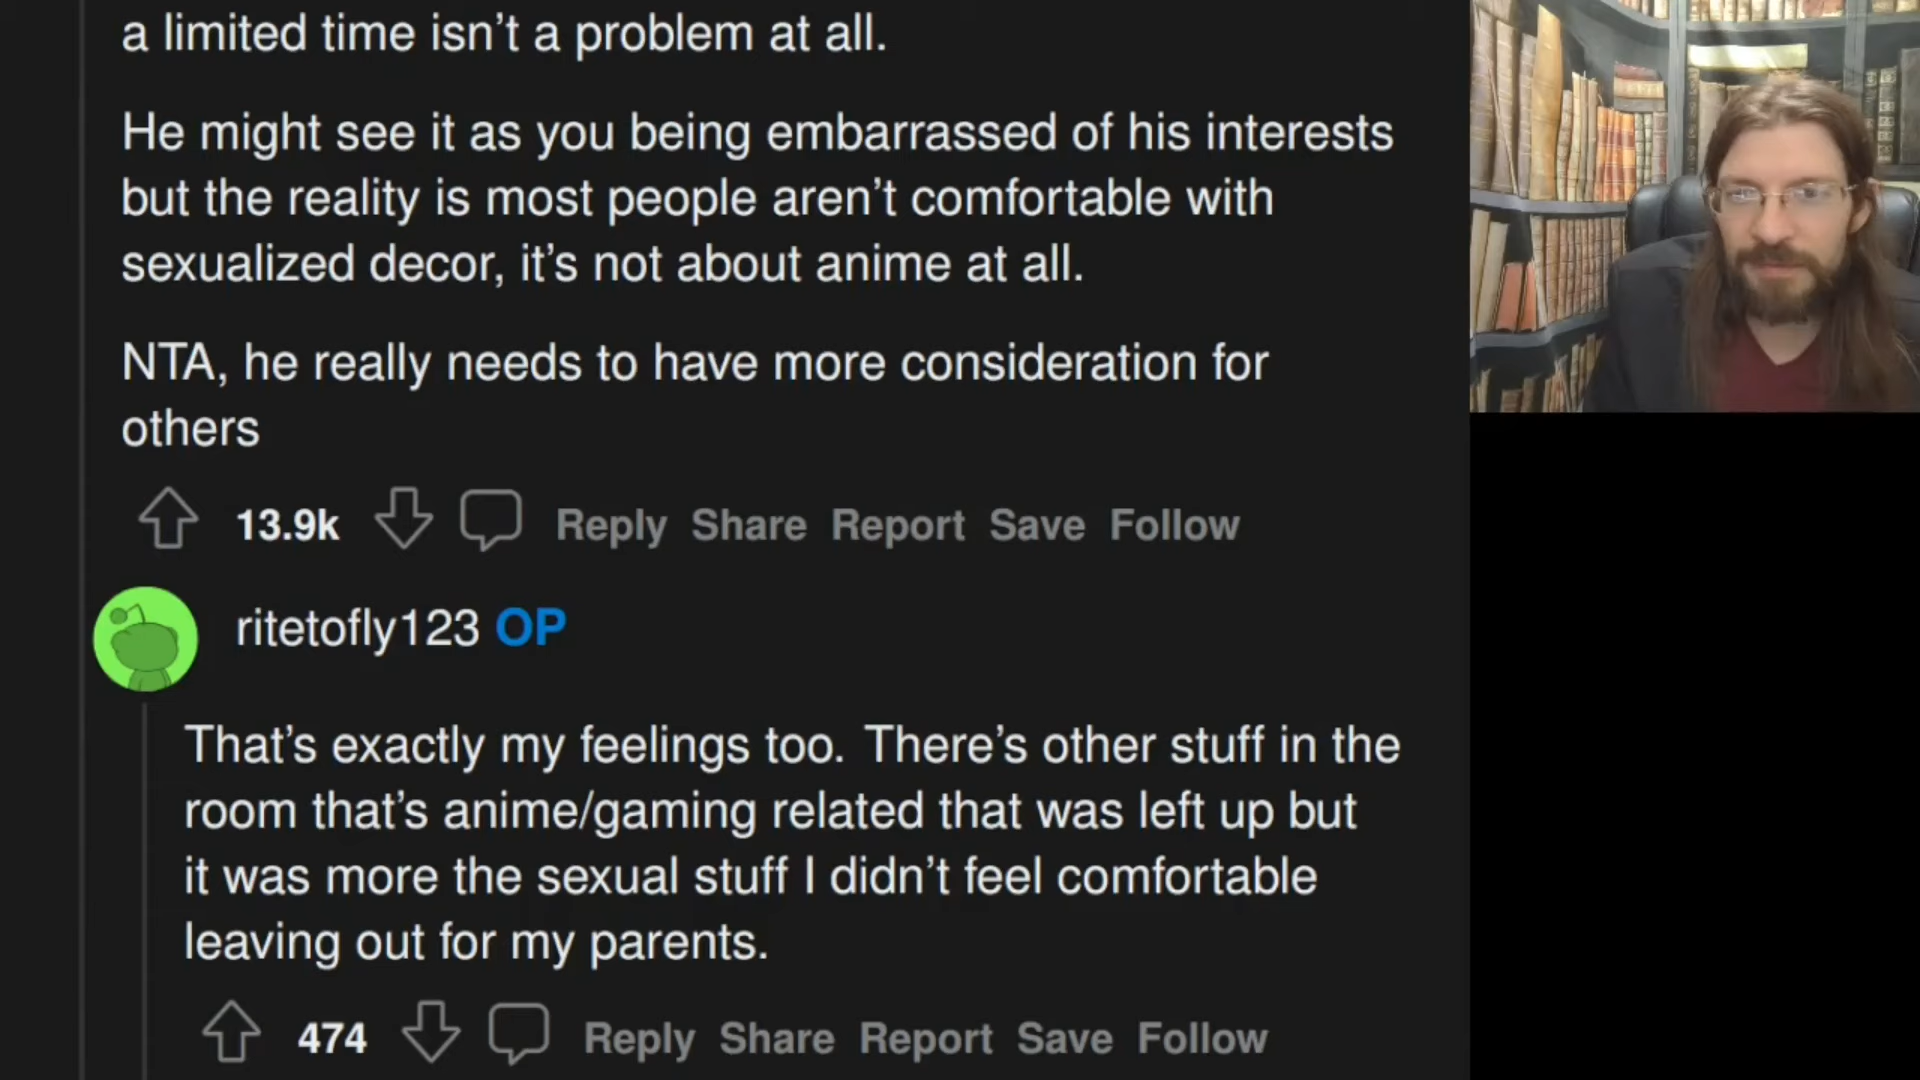 a limited time isn’t a problem at all.
He might see it as you being embarrassed of his interests
but the reality is most people aren’t comfortable with
sexualized decor, it’s not about anime at all.
NTA, he really needs to have more consideration for
others
13.9k Reply Share Report Save Follow
ritetofly123 OP
That’s exactly my feelings too. There’s other stuff in the
room that’s anime/gaming related that was left up but
it was more the sexual stuff I didn’t feel comfortable
leaving out for my parents.
474 Reply Share Report Save Follow